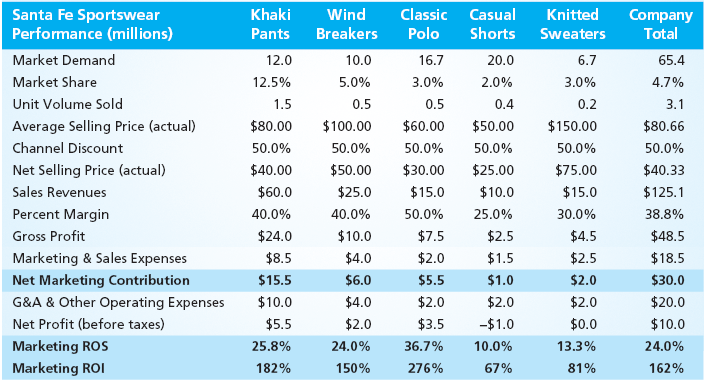 Santa Fe Sportswear Performance (millions) Khaki Pants Wind Breakers Classic Polo Casual Shorts Knitted Sweaters Company Total
Market Demand 12.0 10.0 16.7 20.0 6.7 65.4
Market Share 12.5% 5.0% 3.0% 2.0% 3.0% 4.7%
Unit Volume Sold 1.5 0.5 0.5 0.4 0.2 3.1
Average Selling Price (actual) $80.00 $100.00 $60.00 $50.00 $150.00 $80.66
Channel Discount 50.0% 50.0% 50.0% 50.0% 50.0% 50.0%
Net Selling Price (actual) $40.00 $50.00 $30.00 $25.00 $75.00 $40.33
Sales Revenues $60.0 $25.0 $15.0 $10.0 $15.0 $125.1
Percent Margin 40.0% 40.0% 50.0% 25.0% 30.0% 38.8%
Gross Profit $24.0 $10.0 $7.5 $2.5 $4.5 $48.5
Marketing & Sales Expenses $8.5 $4.0 $2.0 $1.5 $2.5 $18.5
Net Marketing Contribution $15.5 $6.0 $5.5 $1.0 $2.0 $30.0
G&A & Other Operating Expenses $10.0 $4.0 $2.0 $2.0 $2.0 $20.0
Net Profit (before taxes) $5.5 $2.0 $3.5 –$1.0 $0.0 $10.0
Marketing ROS 25.8% 24.0% 36.7% 10.0% 13.3% 24.0%
Marketing ROI 182% 150% 276% 67% 81% 162%